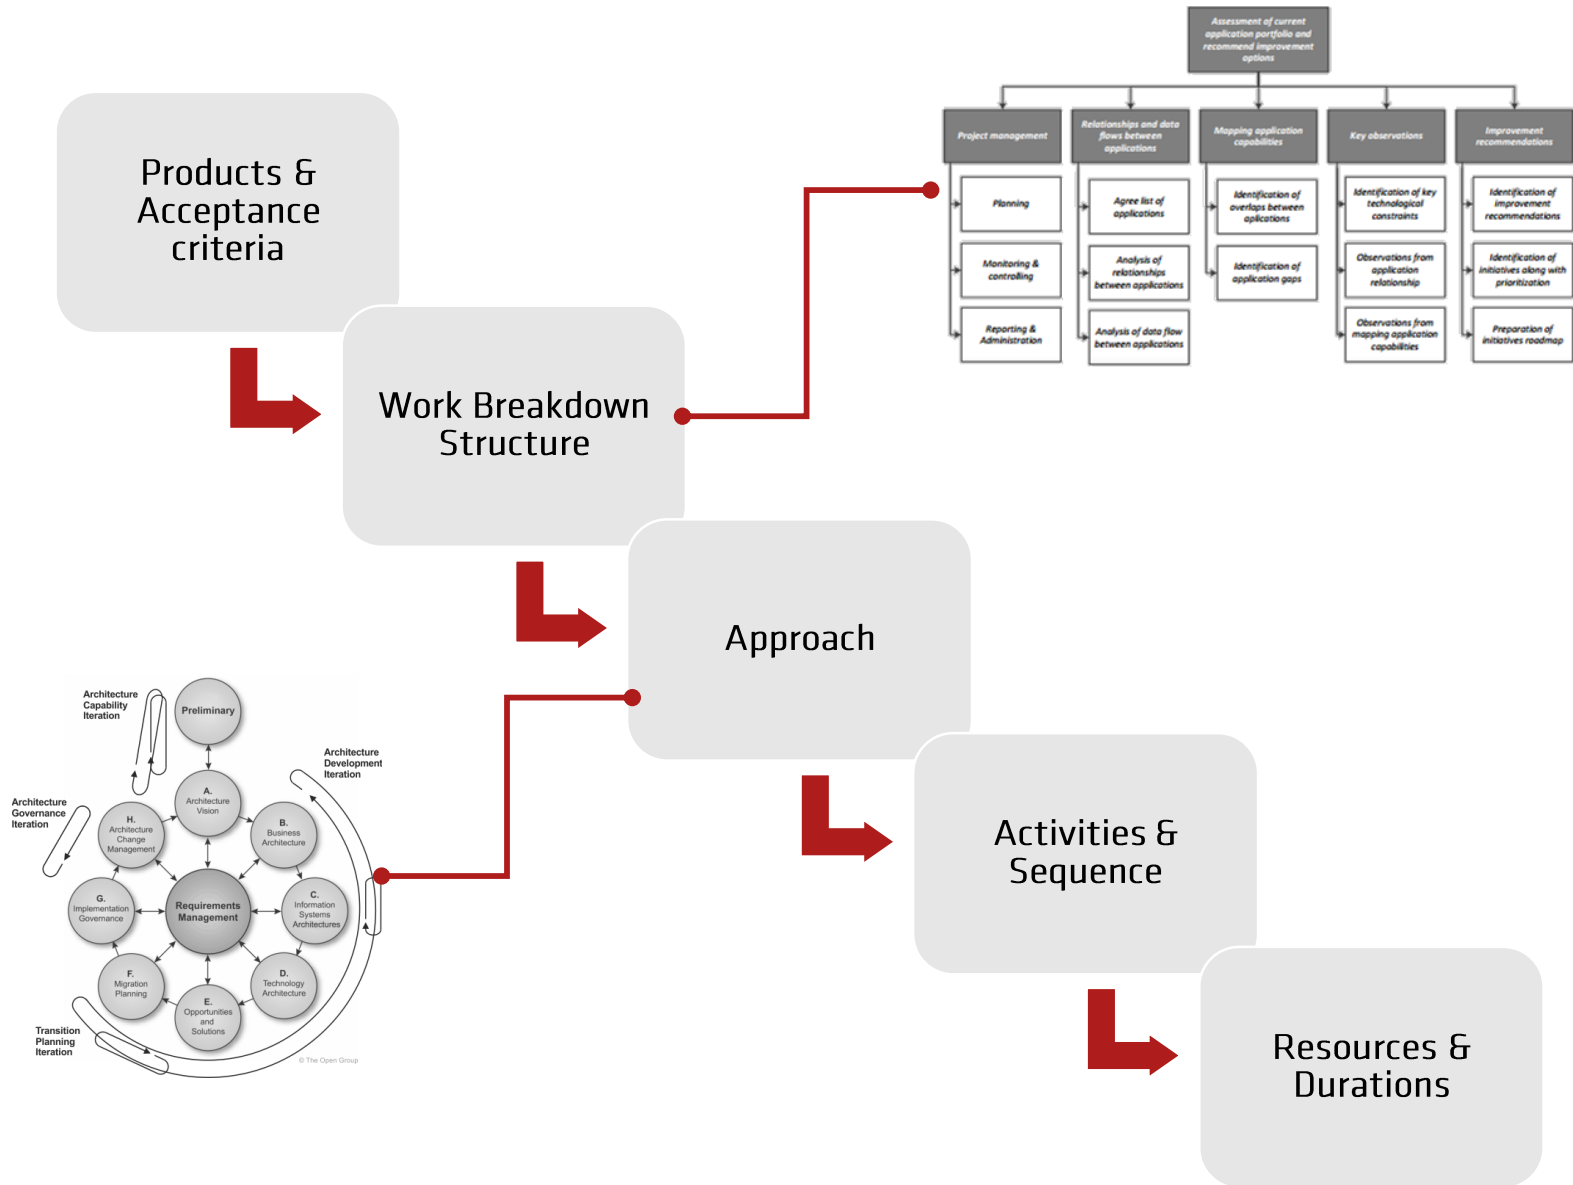 Products &
Acceptance
criteria
Work Breakdown
Structure
Approach
Activities &
Sequence
Resources &
Durations
Assessment of current
application portfolio and
recommend improvement
options
Project management
Planning
Monitoring &
controlling
Reporting &
Administration
Relationships and data
flows between
applications
Agree list of
applications
Analysis of
relationships
between applications
Analysis of data flow
between applications
Mapping application
capabilities
Identification of
overlaps between
aplications
Identification of
application gaps
Key observations
Identification of key
technological
constraints
Observations from
application
relationship
Observations from
mapping application
capabilities
Improvement
recommendations
Identification of
improvement
recommendations
Identification of
initiatives along with
prioritization
Preparation of
initiatives roadmap
Architecture
Capability
Iteration
Preliminary
Architecture
Development
Iteration
Architecture
Governance
Iteration
A.
Architecture
Vision
B.
Business
Architecture
C.
Information
Systems
Architectures
D.
Technology
Architecture
E.
Opportunities
and
Solutions
F.
Migration
Planning
G.
Implementation
Governance
H.
Architecture
Change
Management
Requirements
Management
Transition
Planning
Iteration
© The Open Group